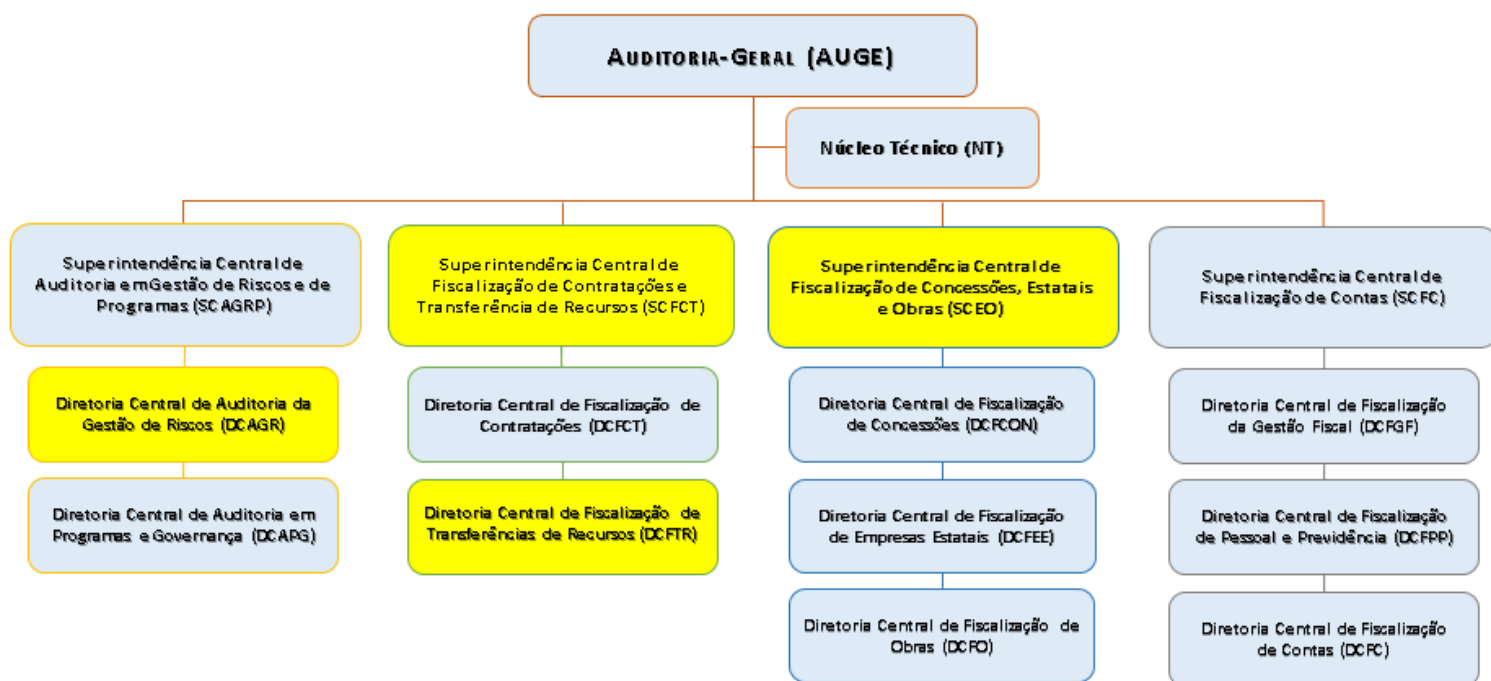 AUDITORIA-GERAL (AUGE)
Núcleo Técnico (NT)
Superintendência Central de
Auditoria em Gestão de Riscos e de
Programas (SCAGRP)
Diretoria Central de Auditoria da
Gestão de Riscos (DCAGR)
Diretoria Central de Auditoria em
Programas e Governança (DCAPG)
Superintendência Central de
Fiscalização de Contratações e
Transferência de Recursos (SCFCT)
Diretoria Central de Fiscalização de
Contratações (DCFCT)
Diretoria Central de Fiscalização de
Transferências de Recursos (DCFTR)
Superintendência Central de
Fiscalização de Concessões, Estatais
e Obras (SCEO)
Diretoria Central de Fiscalização
de Concessões (DCFCON)
Diretoria Central de Fiscalização
de Empresas Estatais (DCFEE)
Diretoria Central de Fiscalização de
Obras (DCFO)
Superintendência Central de
Fiscalização de Contas (SCFC)
Diretoria Central de Fiscalização
da Gestão Fiscal (DCFGF)
Diretoria Central de Fiscalização
de Pessoal e Previdência (DCFPP)
Diretoria Central de Fiscalização
de Contas (DCFC)